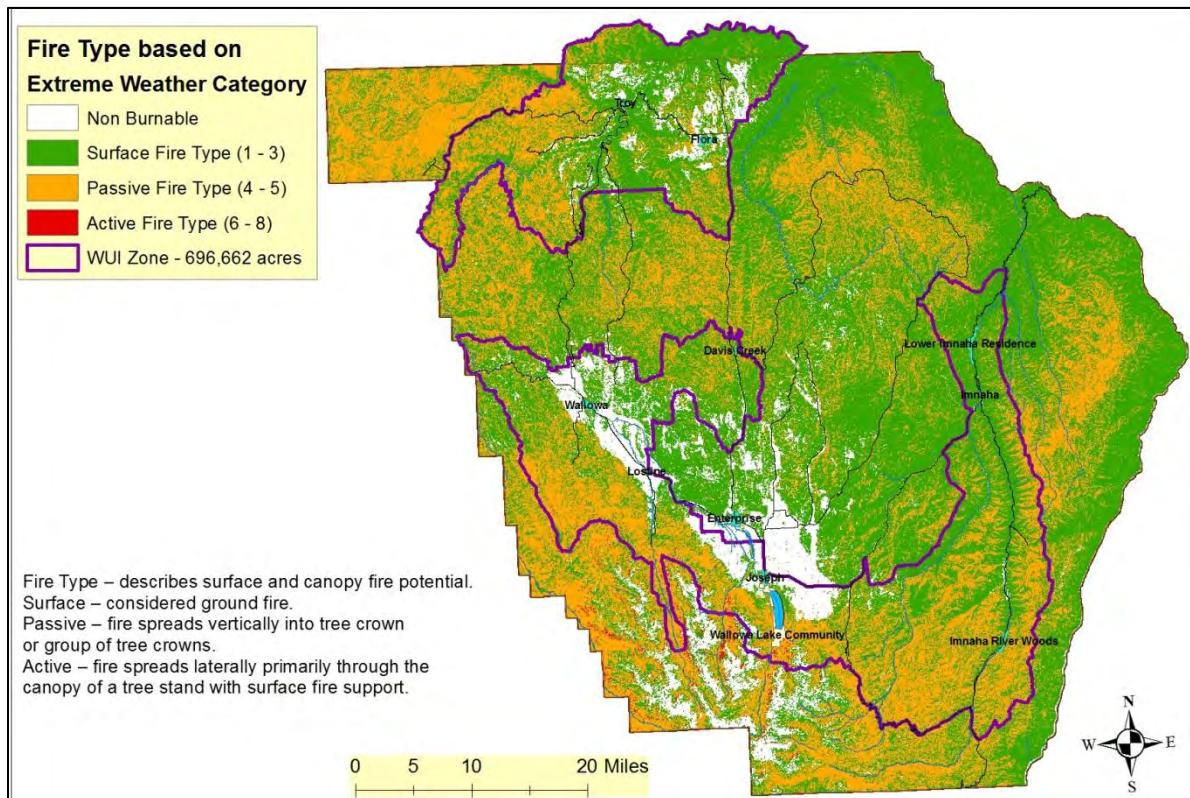 Fire Type based on
Extreme Weather Category
Non Burnable
Surface Fire Type (1 - 3)
Passive Fire Type (4 - 5)
Active Fire Type (6 - 8)
WUI Zone - 696,662 acres
Troy
Flora
Davis Creek
Lower Imnaha Residence
Imnaha
Wallowa
Lostine
Enterprise
Joseph
Wallowa Lake Community
Imnaha River Woods
Fire Type – describes surface and canopy fire potential.
Surface – considered ground fire.
Passive – fire spreads vertically into tree crown
or group of tree crowns.
Active – fire spreads laterally primarily through the
canopy of a tree stand with surface fire support.
0 5 10 20 Miles
N
W E
S